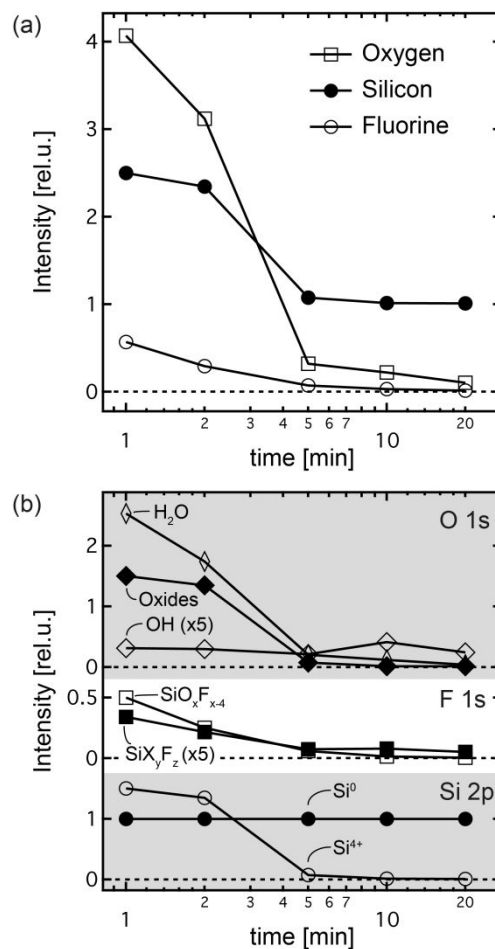 (a)
Oxygen
Silicon
Fluorine
Intensity [rel.u.]
4
3
2
1
0
1 2 3 4 5 6 7 10 20
time [min]
(b)
O 1s
H₂O
Oxides
OH (x5)
2
1
0
F 1s
SiOₓFₓ₋₄
SiXᵧF_z (x5)
0.5
0
Intensity [rel.u.]
Si 2p
Si⁰
Si⁴⁺
1
0
1 2 3 4 5 6 7 10 20
time [min]